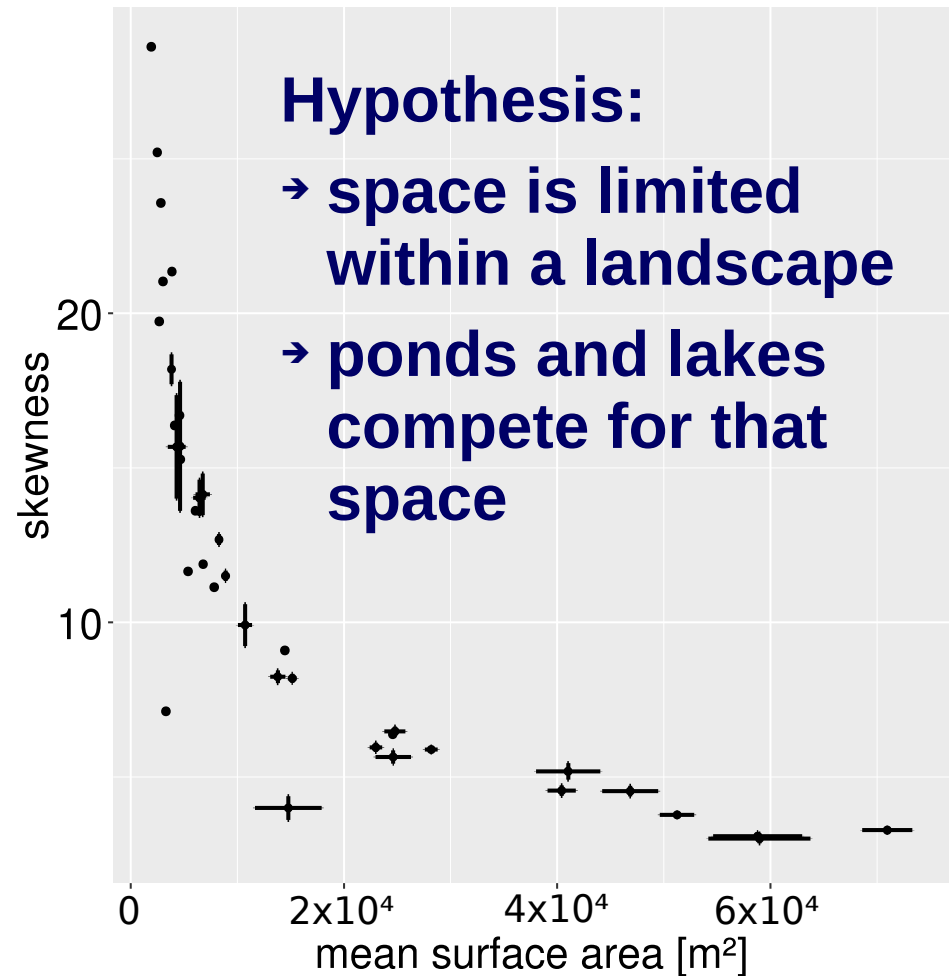 Hypothesis:
➔ space is limited
within a landscape
➔ ponds and lakes
compete for that
space
20
10
skewness
0 2x10⁴ 4x10⁴ 6x10⁴
mean surface area [m²]